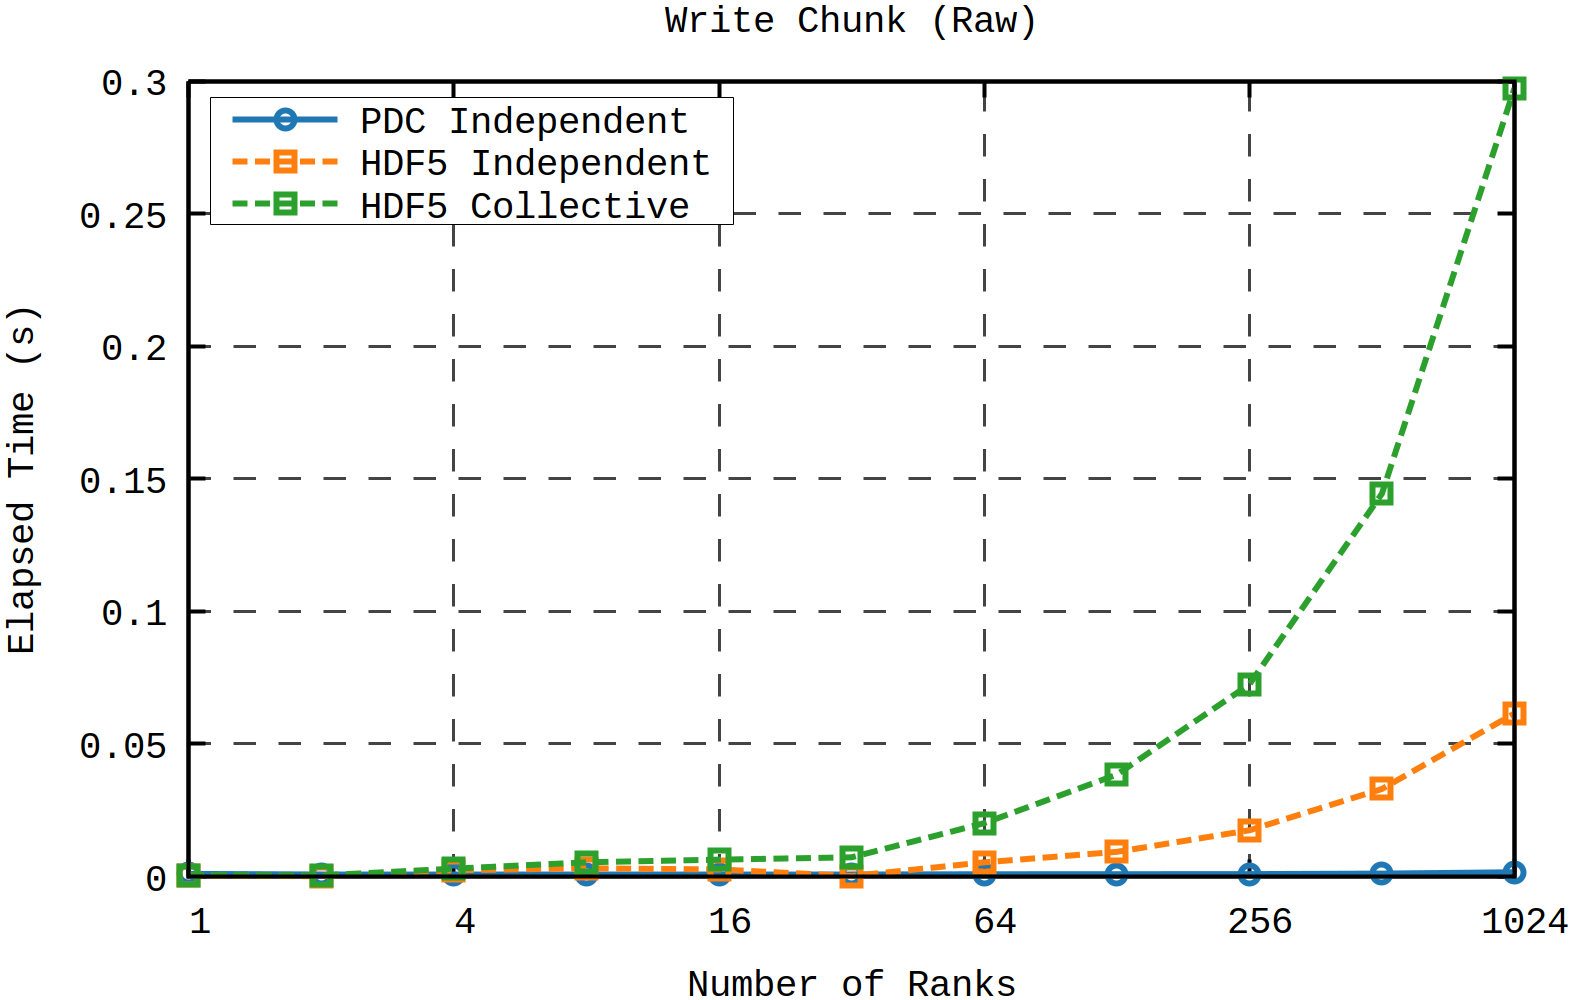 Write Chunk (Raw)
PDC Independent
HDF5 Independent
HDF5 Collective
Elapsed Time (s)
0.3
0.25
0.2
0.15
0.1
0.05
0
1 4 16 64 256 1024
Number of Ranks